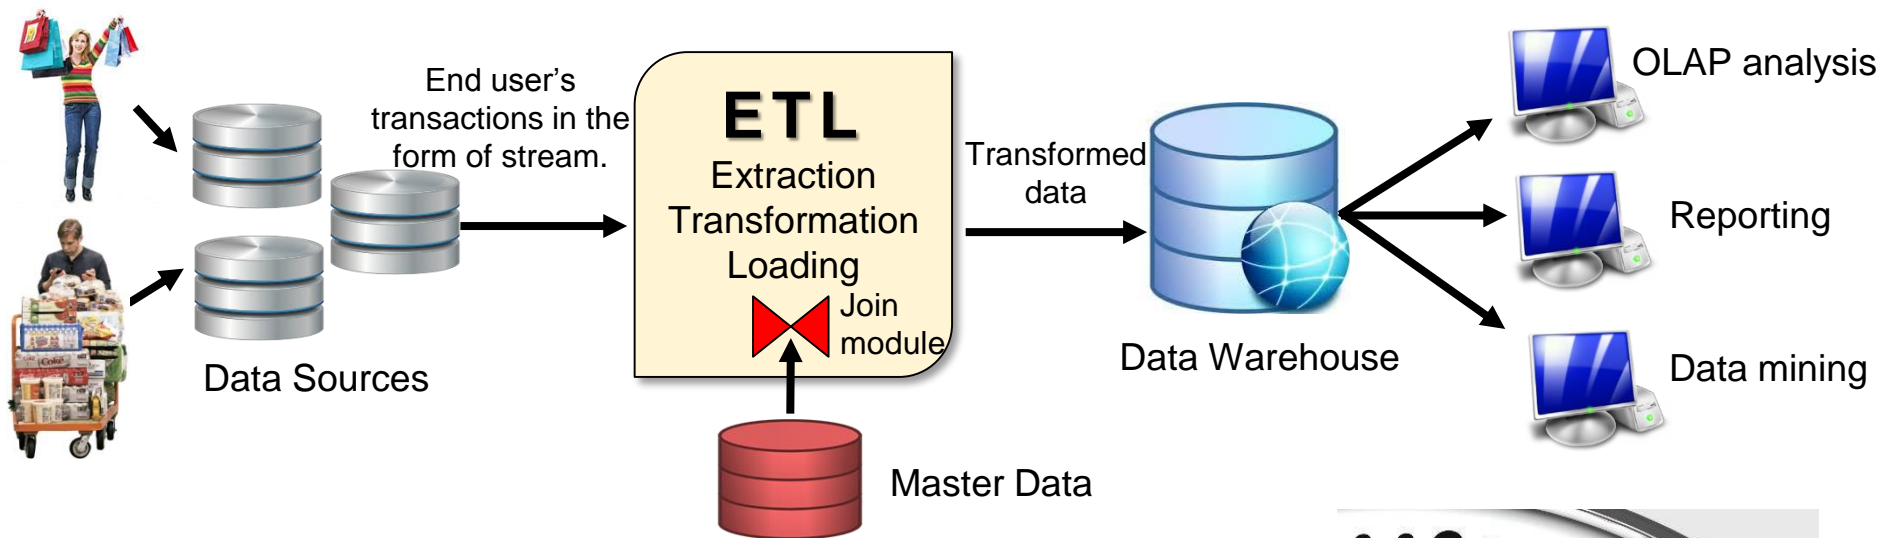 End user's
transactions in the
form of stream.
Data Sources
ETL
Extraction
Transformation
Loading
Join
module
Master Data
Transformed
data
Data Warehouse
OLAP analysis
Reporting
Data mining
Coke